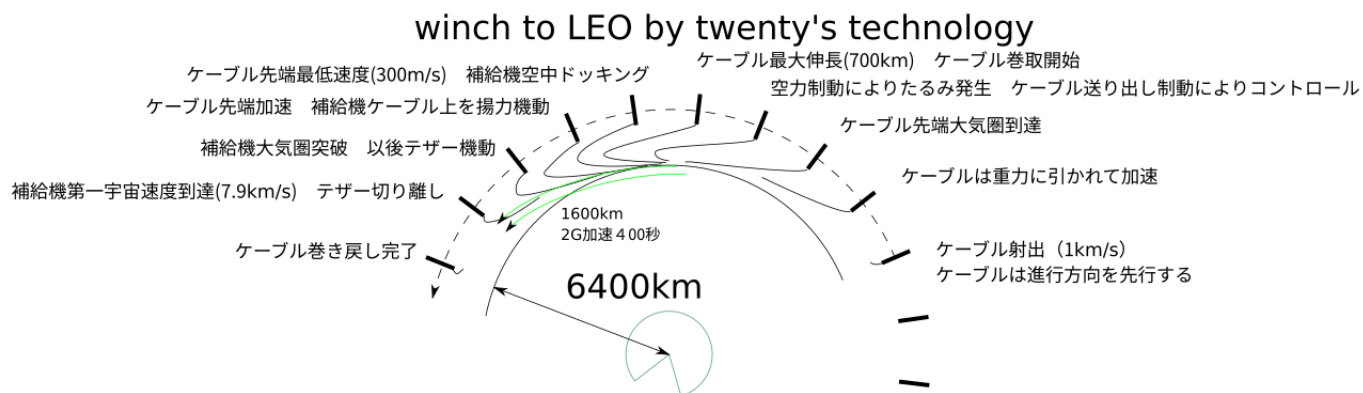 winch to LEO by twenty's technology
ケーブル最大伸長(700km)　ケーブル巻取開始
ケーブル先端最低速度(300m/s)　補給機空中ドッキング
空力制動によりたるみ発生　ケーブル送り出し制動によりコントロール
ケーブル先端加速　補給機ケーブル上を揚力機動
ケーブル先端大気圏到達
補給機大気圏突破　以後テザー機動
ケーブルは重力に引かれて加速
補給機第一宇宙速度到達(7.9km/s)　テザー切り離し
1600km
2G加速４00秒
ケーブル巻き戻し完了
ケーブル射出（1km/s）
ケーブルは進行方向を先行する
6400km